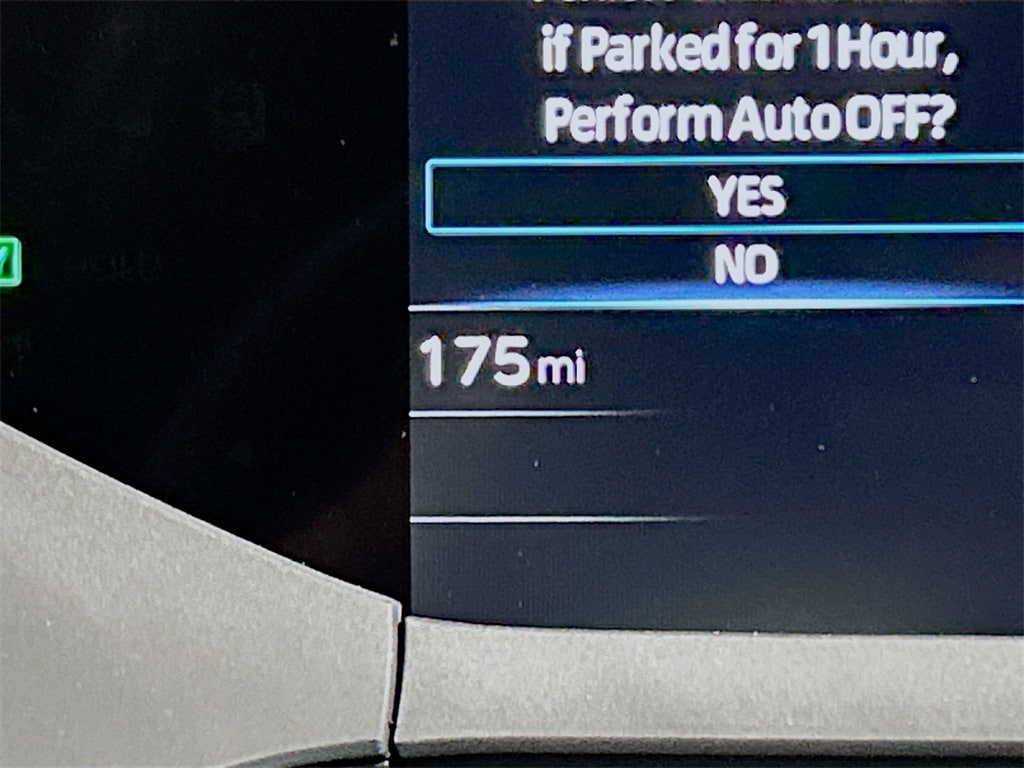 if Parked for 1 Hour,
Perform Auto OFF?
YES
NO
175 mi